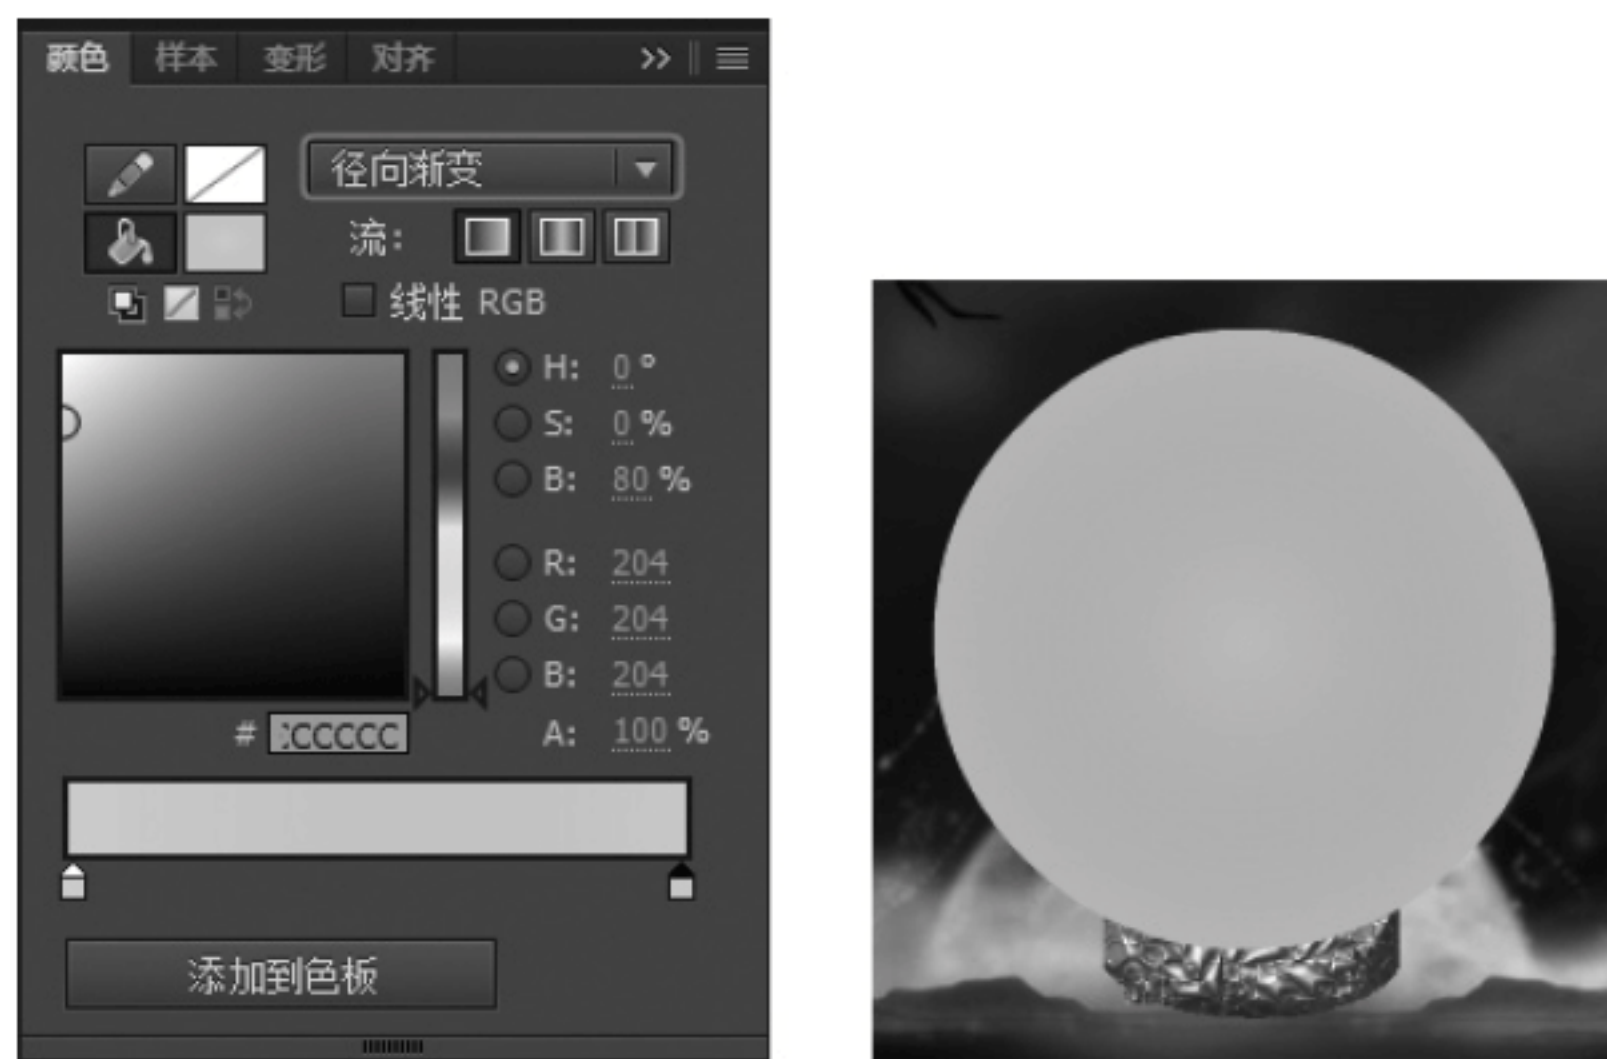 颜色 样本 变形 对齐
径向渐变
流:
线性 RGB
H: 0 °
S: 0 %
B: 80 %
R: 204
G: 204
B: 204
# CCCCC A: 100 %
添加到色板